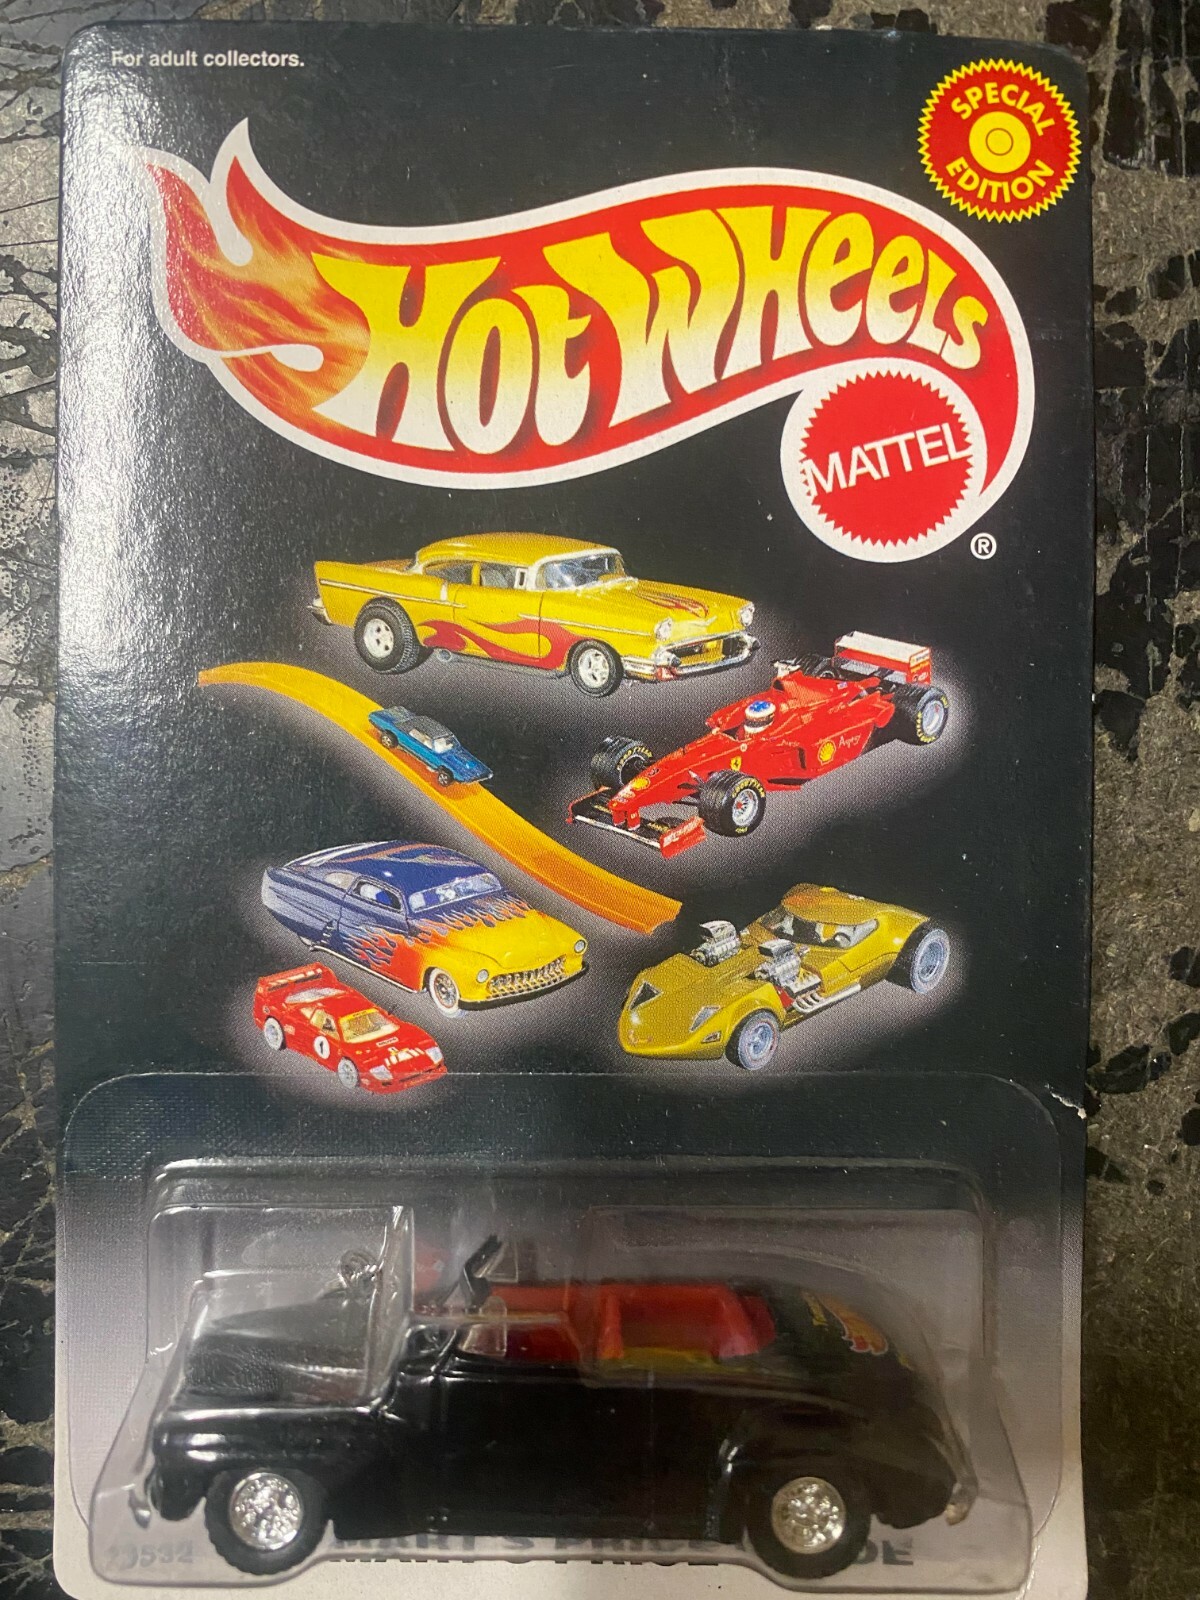 For adult collectors.
SPECIAL
EDITION
HOT WHEELS
MATTEL
®